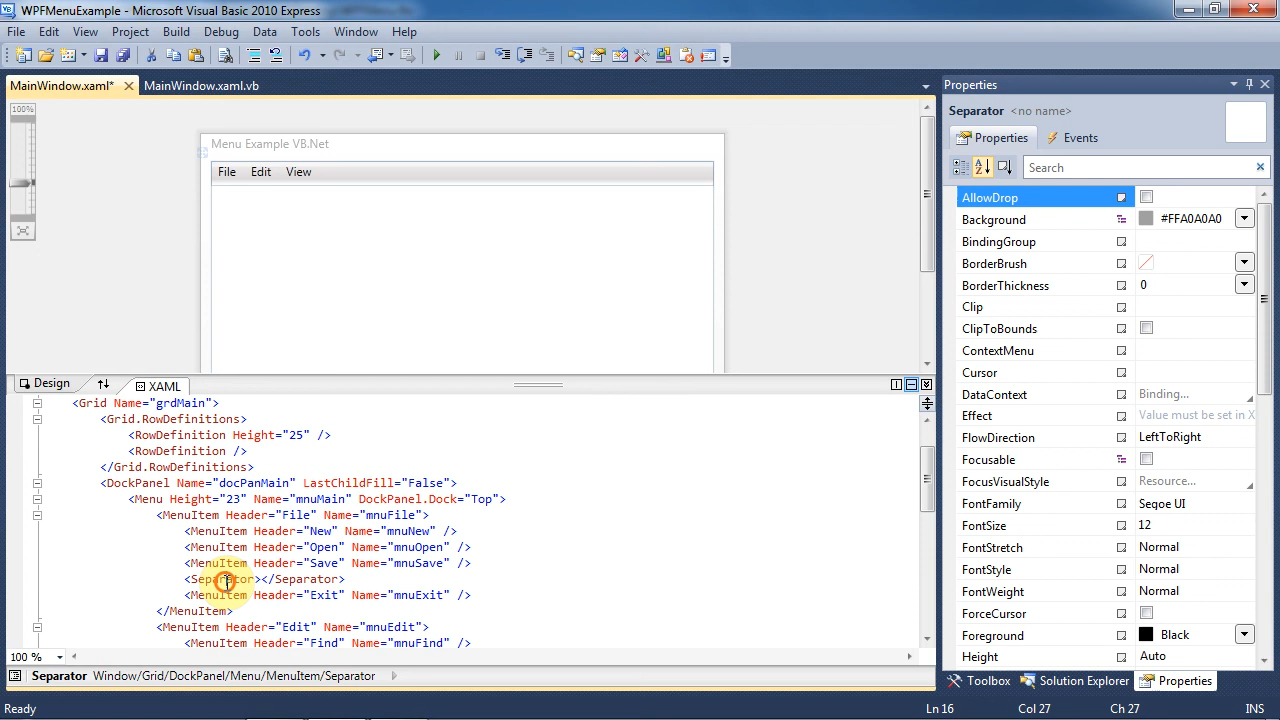 WPFMenuExample - Microsoft Visual Basic 2010 Express
File Edit View Project Build Debug Data Tools Window Help
MainWindow.xaml* MainWindow.xaml.vb
100%
Menu Example VB.Net
File Edit View
Design XAML
<Grid Name="grdMain">
<Grid.RowDefinitions>
<RowDefinition Height="25" />
<RowDefinition />
</Grid.RowDefinitions>
<DockPanel Name="docPanMain" LastChildFill="False">
<Menu Height="23" Name="mnuMain" DockPanel.Dock="Top">
<MenuItem Header="File" Name="mnuFile">
<MenuItem Header="New" Name="mnuNew" />
<MenuItem Header="Open" Name="mnuOpen" />
<MenuItem Header="Save" Name="mnuSave" />
<Separator></Separator>
<MenuItem Header="Exit" Name="mnuExit" />
</MenuItem>
<MenuItem Header="Edit" Name="mnuEdit">
<MenuItem Header="Find" Name="mnuFind" />
100 %
Separator Window/Grid/DockPanel/Menu/MenuItem/Separator
Properties
Separator <no name>
Properties Events
Search
AllowDrop
Background #FFA0A0A0
BindingGroup
BorderBrush
BorderThickness 0
Clip
ClipToBounds
ContextMenu
Cursor
DataContext Binding...
Effect Value must be set in X
FlowDirection LeftToRight
Focusable
FocusVisualStyle Resource...
FontFamily Segoe UI
FontSize 12
FontStretch Normal
FontStyle Normal
FontWeight Normal
ForceCursor
Foreground Black
Height Auto
Toolbox Solution Explorer Properties
Ready Ln 16 Col 27 Ch 27 INS